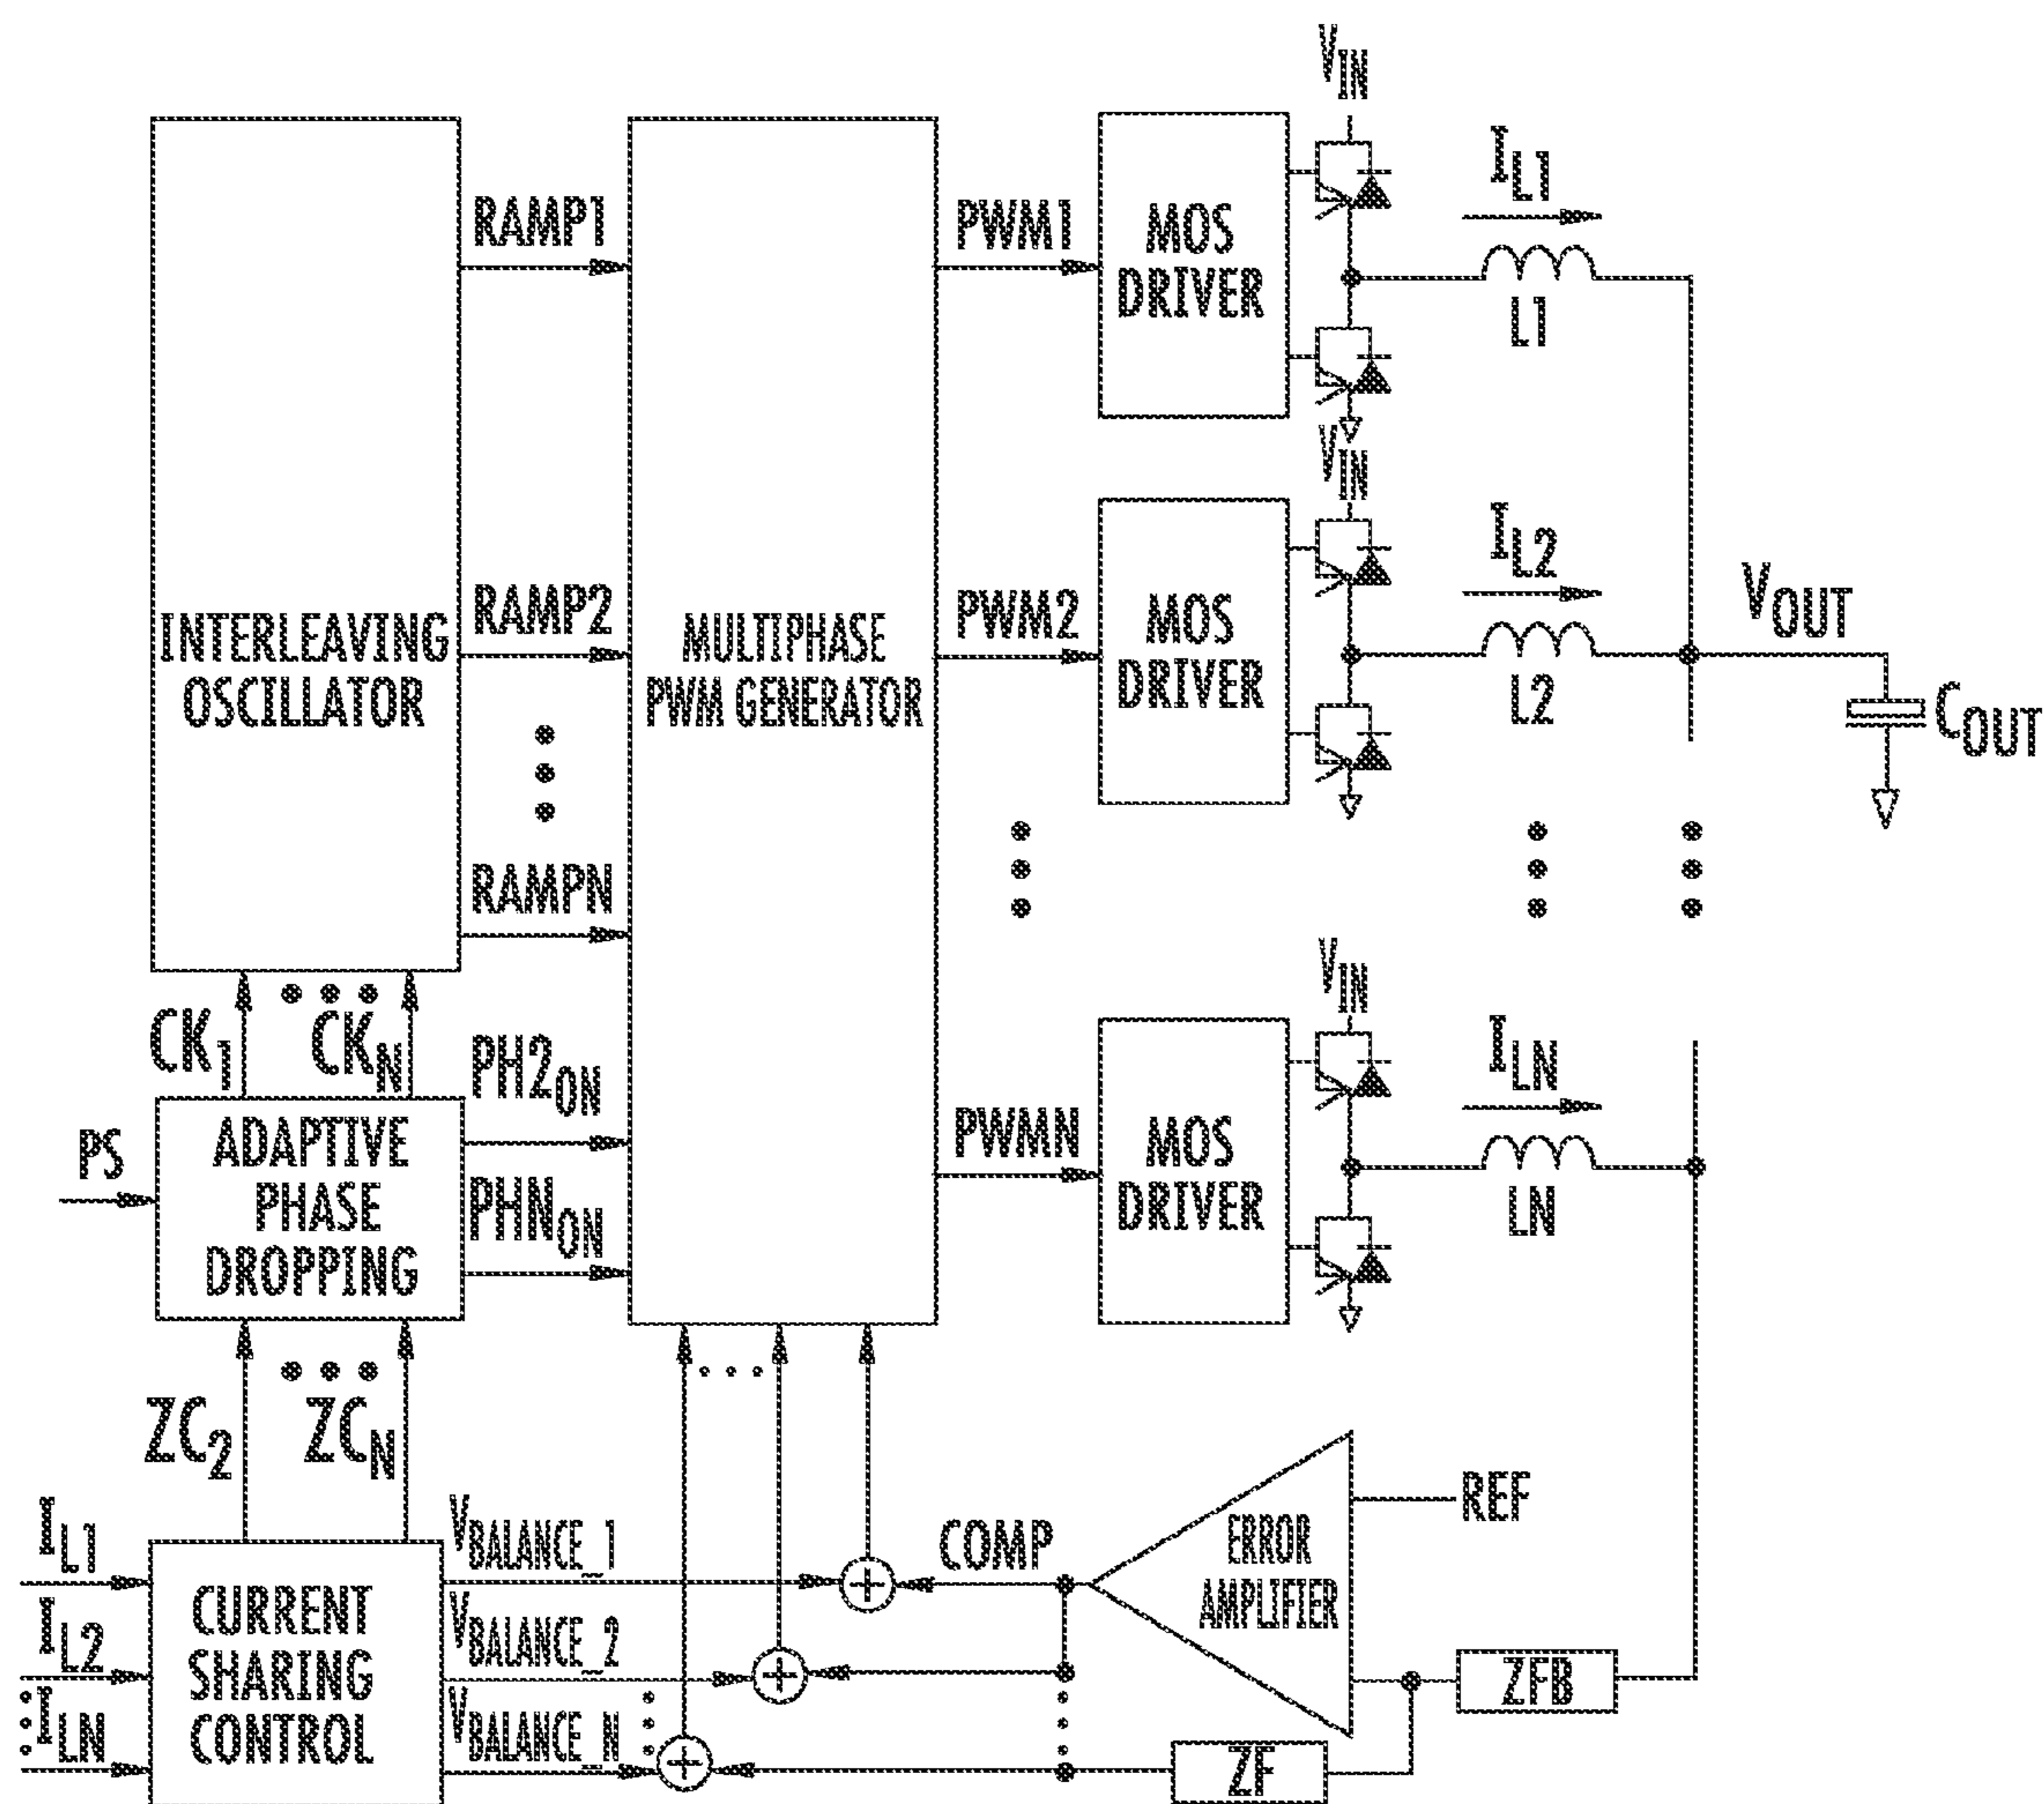 V_IN
I_L1
RAMP1
PWM1
MOS
DRIVER
L1
V_IN
I_L2
INTERLEAVING
OSCILLATOR
RAMP2
MULTIPHASE
PWM GENERATOR
PWM2
MOS
DRIVER
L2
V_OUT
C_OUT
RAMPN
V_IN
I_LN
CK_1
CK_N
PH2_ON
PWMN
MOS
DRIVER
LN
PS
ADAPTIVE
PHASE
DROPPING
PHN_ON
ZC_2
ZC_N
REF
ERROR
AMPLIFIER
COMP
I_L1
V_BALANCE_1
CURRENT
SHARING
CONTROL
I_L2
V_BALANCE_2
ZFB
I_LN
V_BALANCE_N
ZF